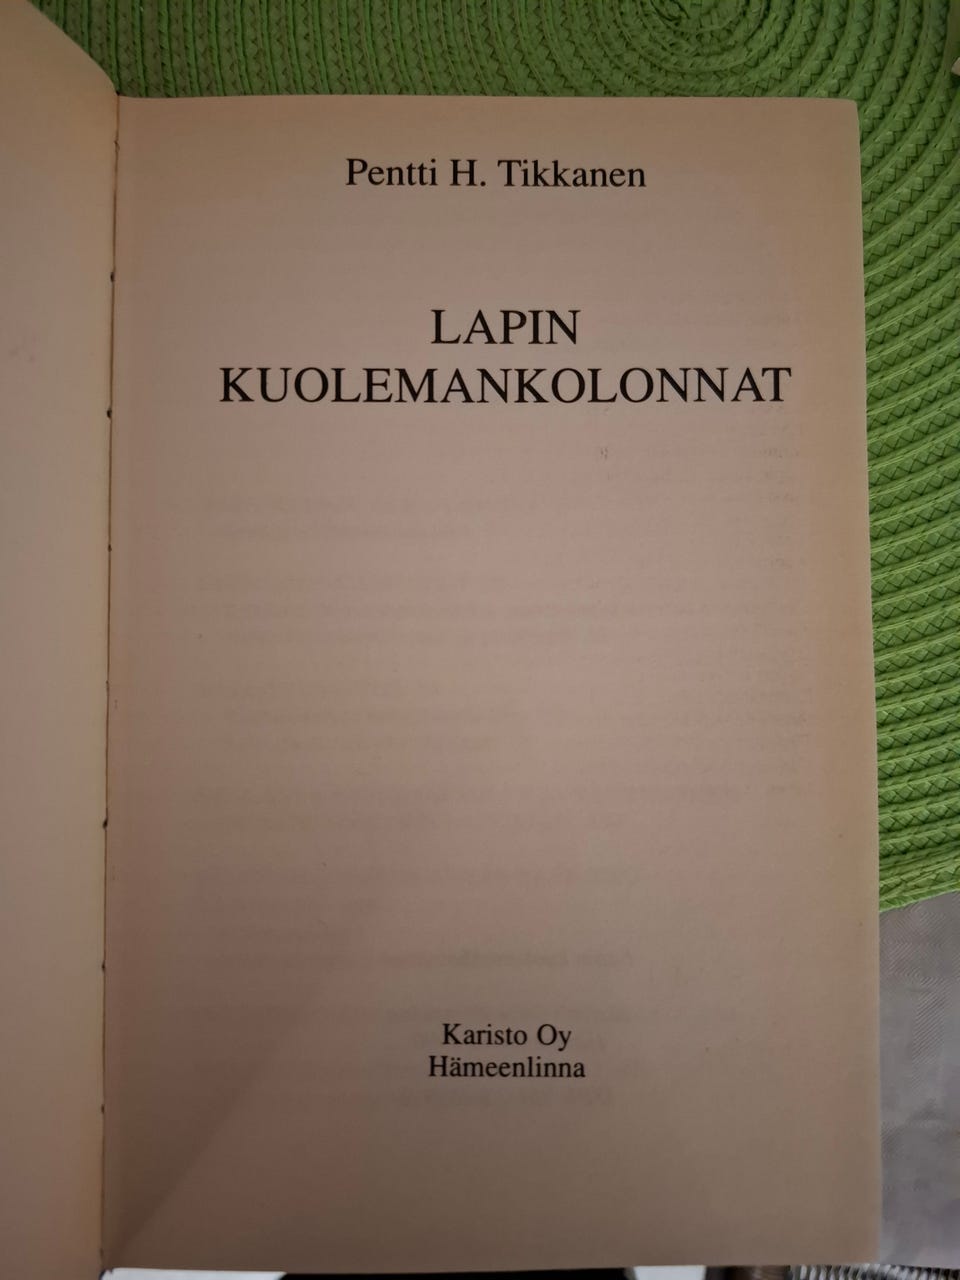 Pentti H. Tikkanen
LAPIN
KUOLEMANKOLONNAT
Karisto Oy
Hämeenlinna